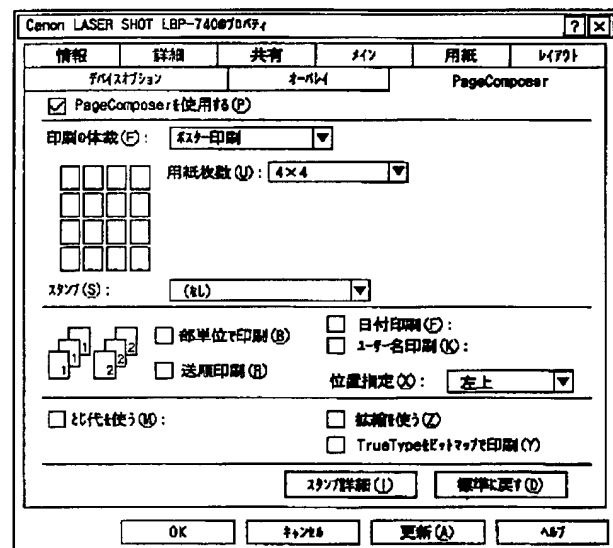 Canon LASER SHOT LBP-740のプロパティ ? ×
情報 詳細 共有 メイン 用紙 レイアウト
デバイスオプション オーバレイ PageComposer
PageComposerを使用する(P)
印刷の体裁(F): ポスター印刷
用紙枚数(U): 4×4
スタンプ(S): (なし)
1 1 1 2 2 2
部単位で印刷(B)
日付印刷(F):
ユーザー名印刷(K):
送順印刷(R)
位置指定(X): 左上
とじ代を使う(M):
拡縮を使う(Z)
TrueTypeをビットマップで印刷(Y)
スタンプ詳細(I) 標準に戻す(D)
OK キャンセル 更新(A) ヘルプ